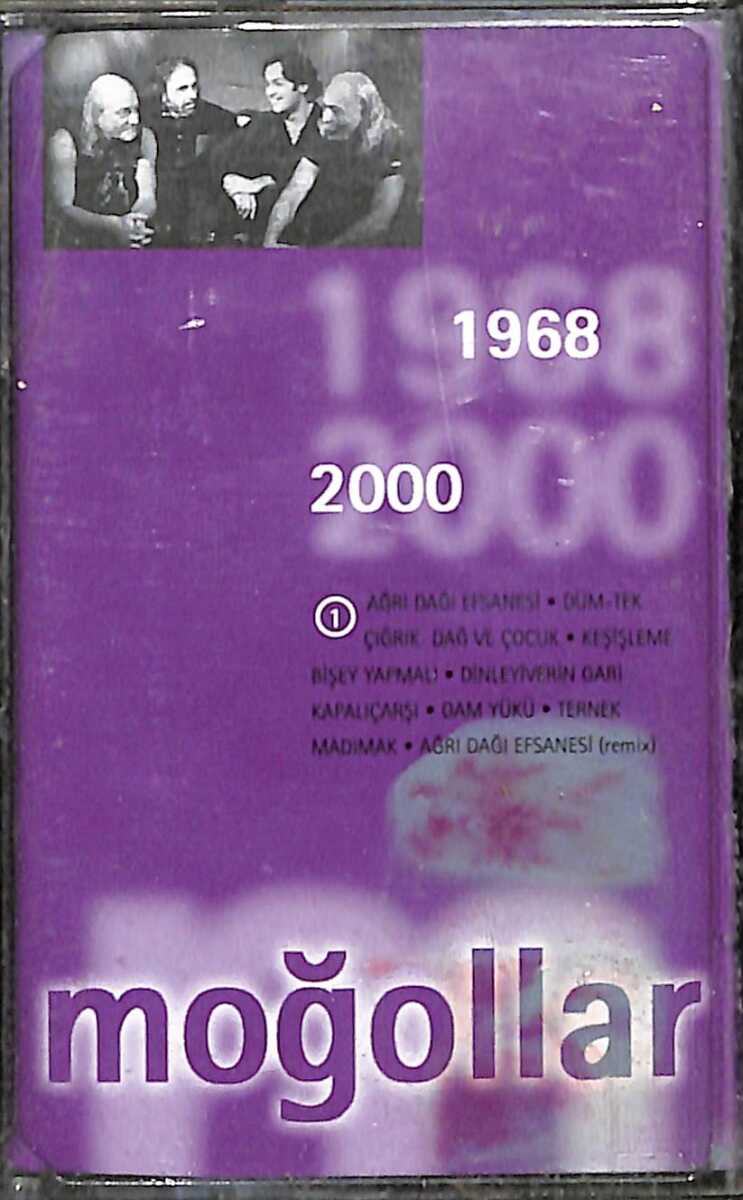 1968
1968
2000
2000
1 AĞRI DAĞI EFSANESİ • DÜM-TEK
ÇIĞRIK DAĞ VE ÇOCUK • KEŞİŞLEME
BİŞEY YAPMALI • DİNLEYİVERİN GARİ
KAPALIÇARŞI • DAM YÜKÜ • TERNEK
MADIMAK • AĞRI DAĞI EFSANESİ (remix)
moğollar